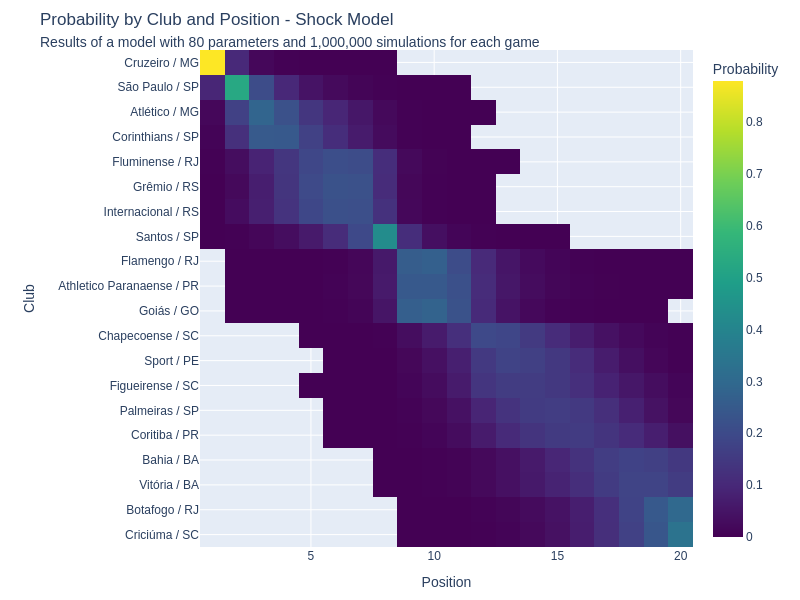 Probability by Club and Position - Shock Model
Results of a model with 80 parameters and 1,000,000 simulations for each game
Probability
Club
Cruzeiro / MG
São Paulo / SP
Atlético / MG
Corinthians / SP
Fluminense / RJ
Grêmio / RS
Internacional / RS
Santos / SP
Flamengo / RJ
Athletico Paranaense / PR
Goiás / GO
Chapecoense / SC
Sport / PE
Figueirense / SC
Palmeiras / SP
Coritiba / PR
Bahia / BA
Vitória / BA
Botafogo / RJ
Criciúma / SC
0.8
0.7
0.6
0.5
0.4
0.3
0.2
0.1
0
5 10 15 20
Position